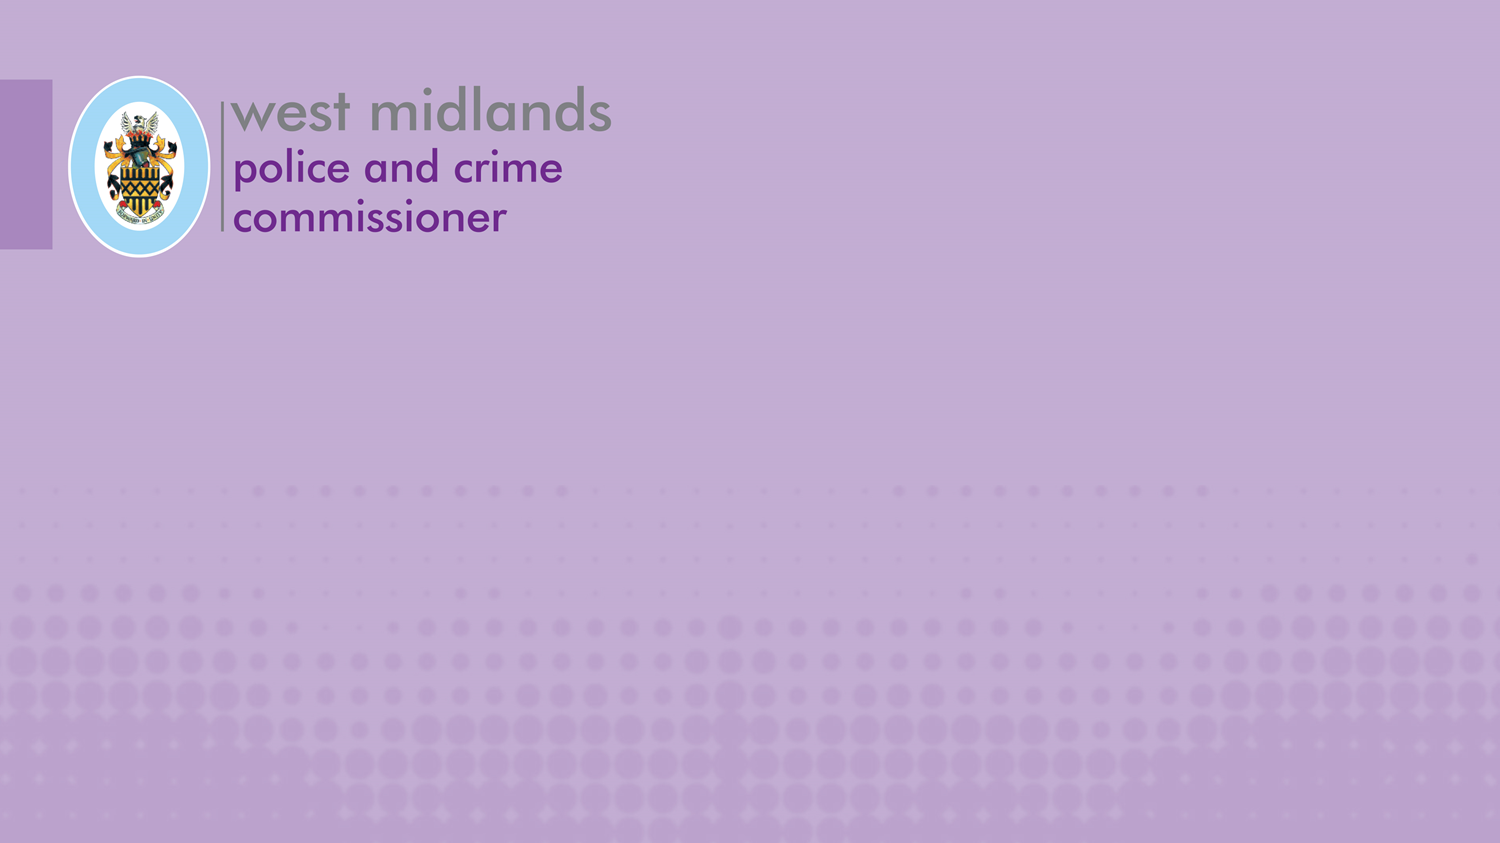 west midlands
police and crime
commissioner